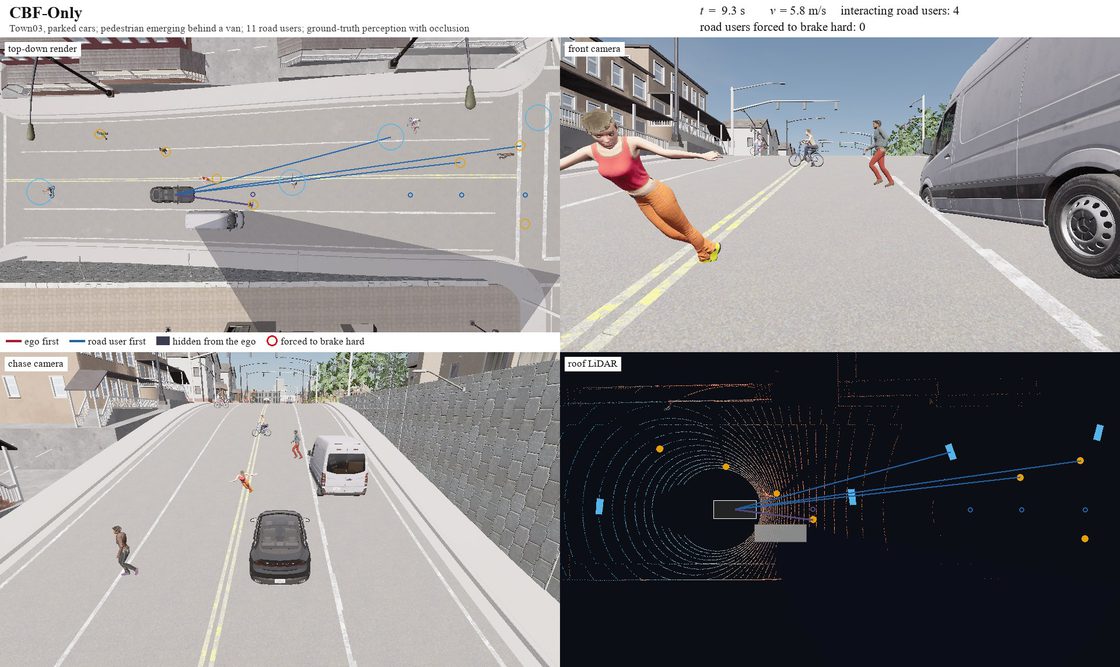 CBF-Only
Town03, parked cars; pedestrian emerging behind a van; 11 road users; ground-truth perception with occlusion
t = 9.3 s v = 5.8 m/s interacting road users: 4
road users forced to brake hard: 0
top-down render
front camera
ego first road user first hidden from the ego forced to brake hard
chase camera
roof LiDAR